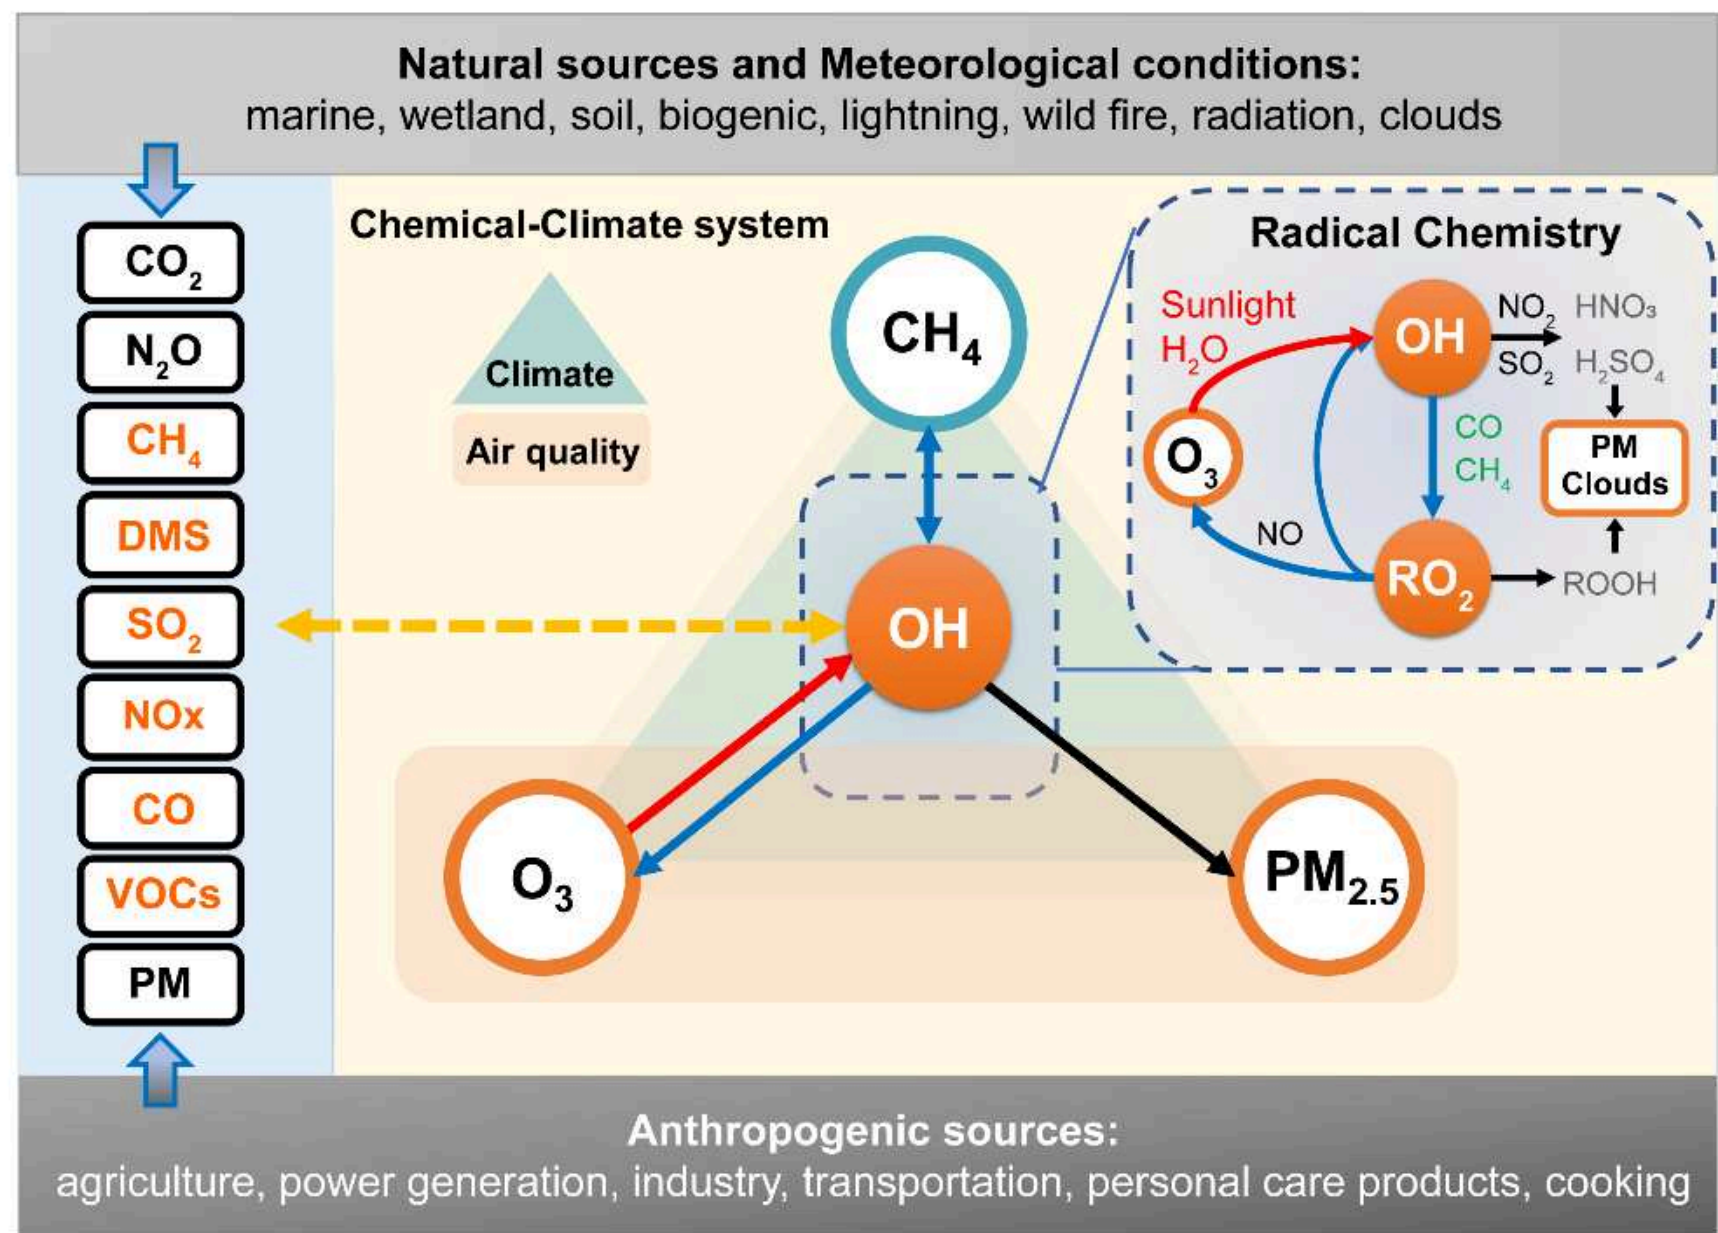 Natural sources and Meteorological conditions:
marine, wetland, soil, biogenic, lightning, wild fire, radiation, clouds
CO₂
N₂O
CH₄
DMS
SO₂
NOx
CO
VOCs
PM
Chemical-Climate system
Climate
Air quality
CH₄
OH
O₃
PM₂.₅
Radical Chemistry
Sunlight
H₂O
OH
NO₂ HNO₃
SO₂ H₂SO₄
CO
CH₄
O₃
PM
Clouds
NO
RO₂
ROOH
Anthropogenic sources:
agriculture, power generation, industry, transportation, personal care products, cooking